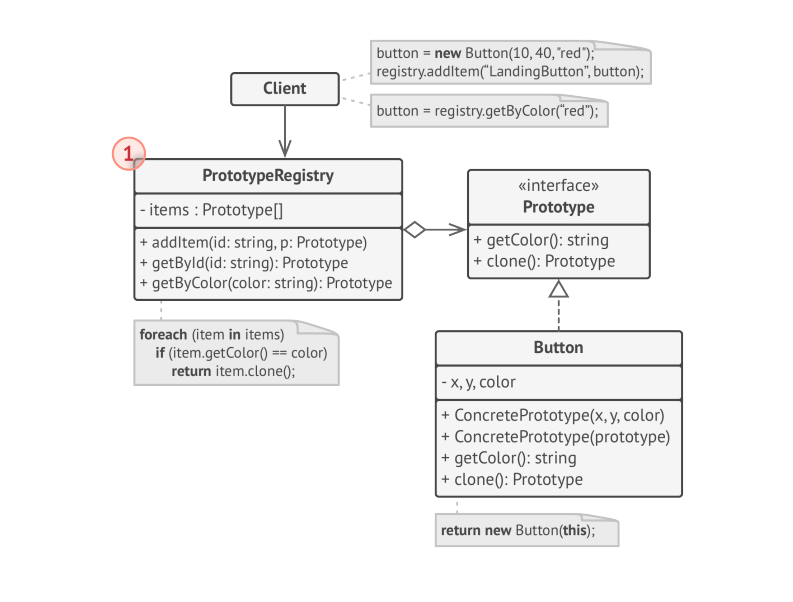 button = new Button(10, 40, "red");
registry.addItem(“LandingButton”, button);
Client
button = registry.getByColor(“red”);
1
PrototypeRegistry
- items : Prototype[]
+ addItem(id: string, p: Prototype)
+ getById(id: string): Prototype
+ getByColor(color: string): Prototype
«interface»
Prototype
+ getColor(): string
+ clone(): Prototype
foreach (item in items)
if (item.getColor() == color)
return item.clone();
Button
- x, y, color
+ ConcretePrototype(x, y, color)
+ ConcretePrototype(prototype)
+ getColor(): string
+ clone(): Prototype
return new Button(this);